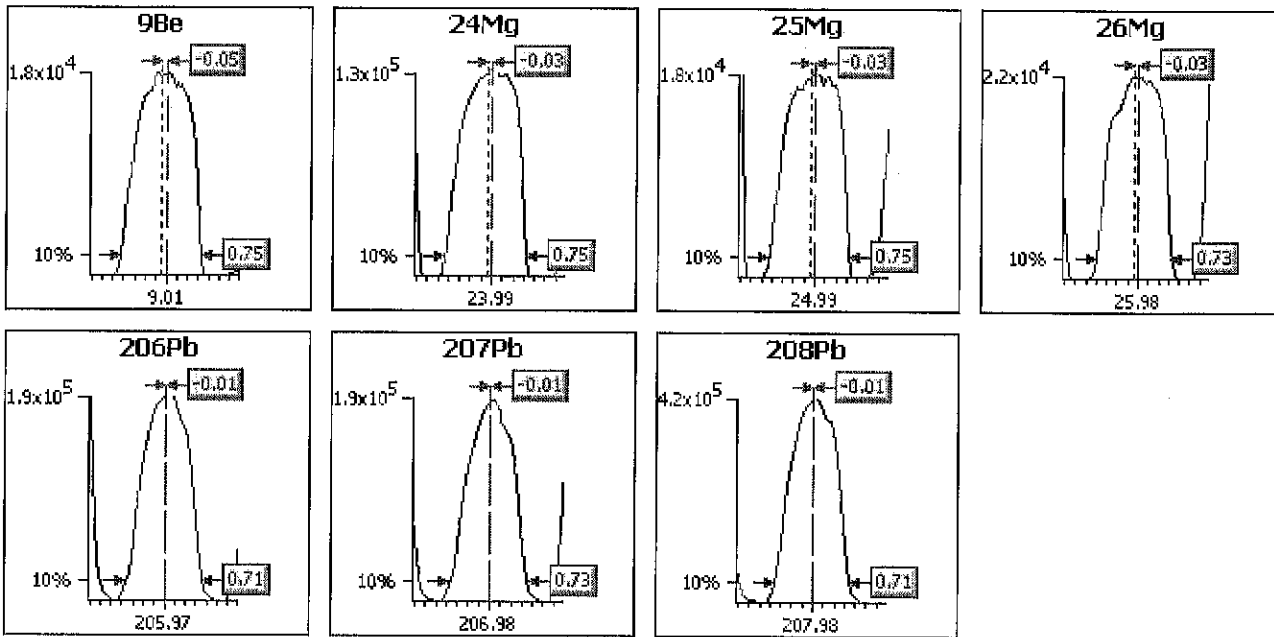 9Be
-0.05
1.8x10^4
10%
0.75
9.01
24Mg
-0.03
1.3x10^5
10%
0.75
23.99
25Mg
-0.03
1.8x10^4
10%
0.75
24.99
26Mg
-0.03
2.2x10^4
10%
0.73
25.98
206Pb
-0.01
1.9x10^5
10%
0.71
205.97
207Pb
-0.01
1.9x10^5
10%
0.73
206.98
208Pb
-0.01
4.2x10^5
10%
0.71
207.98